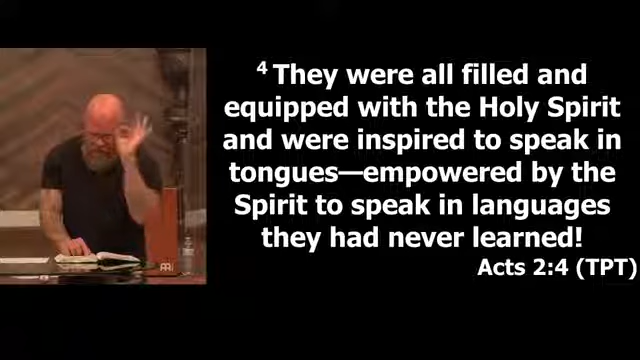 4 They were all filled and
equipped with the Holy Spirit
and were inspired to speak in
tongues—empowered by the
Spirit to speak in languages
they had never learned!
Acts 2:4 (TPT)